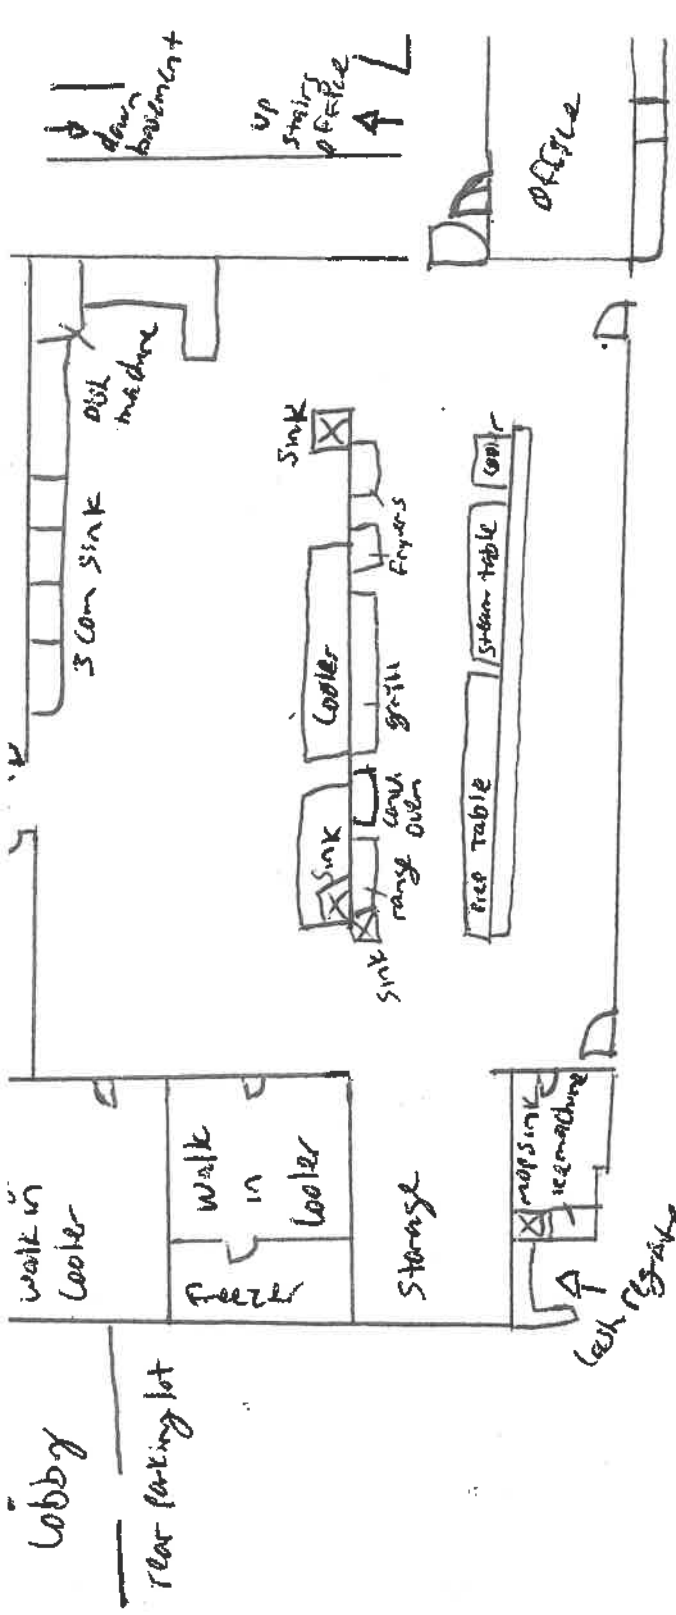 down
basement
up
stairs
office
office
Dish
machine
3 Com Sink
Sink
Fryers
Cooler
grill
Sink
Conv
oven
range
Sink
Cooler
Steam table
Prep Table
walk in
Cooler
walk
in
Cooler
Freezer
Storage
mop sink
ice machine
Cash register
Lobby
rear parking lot